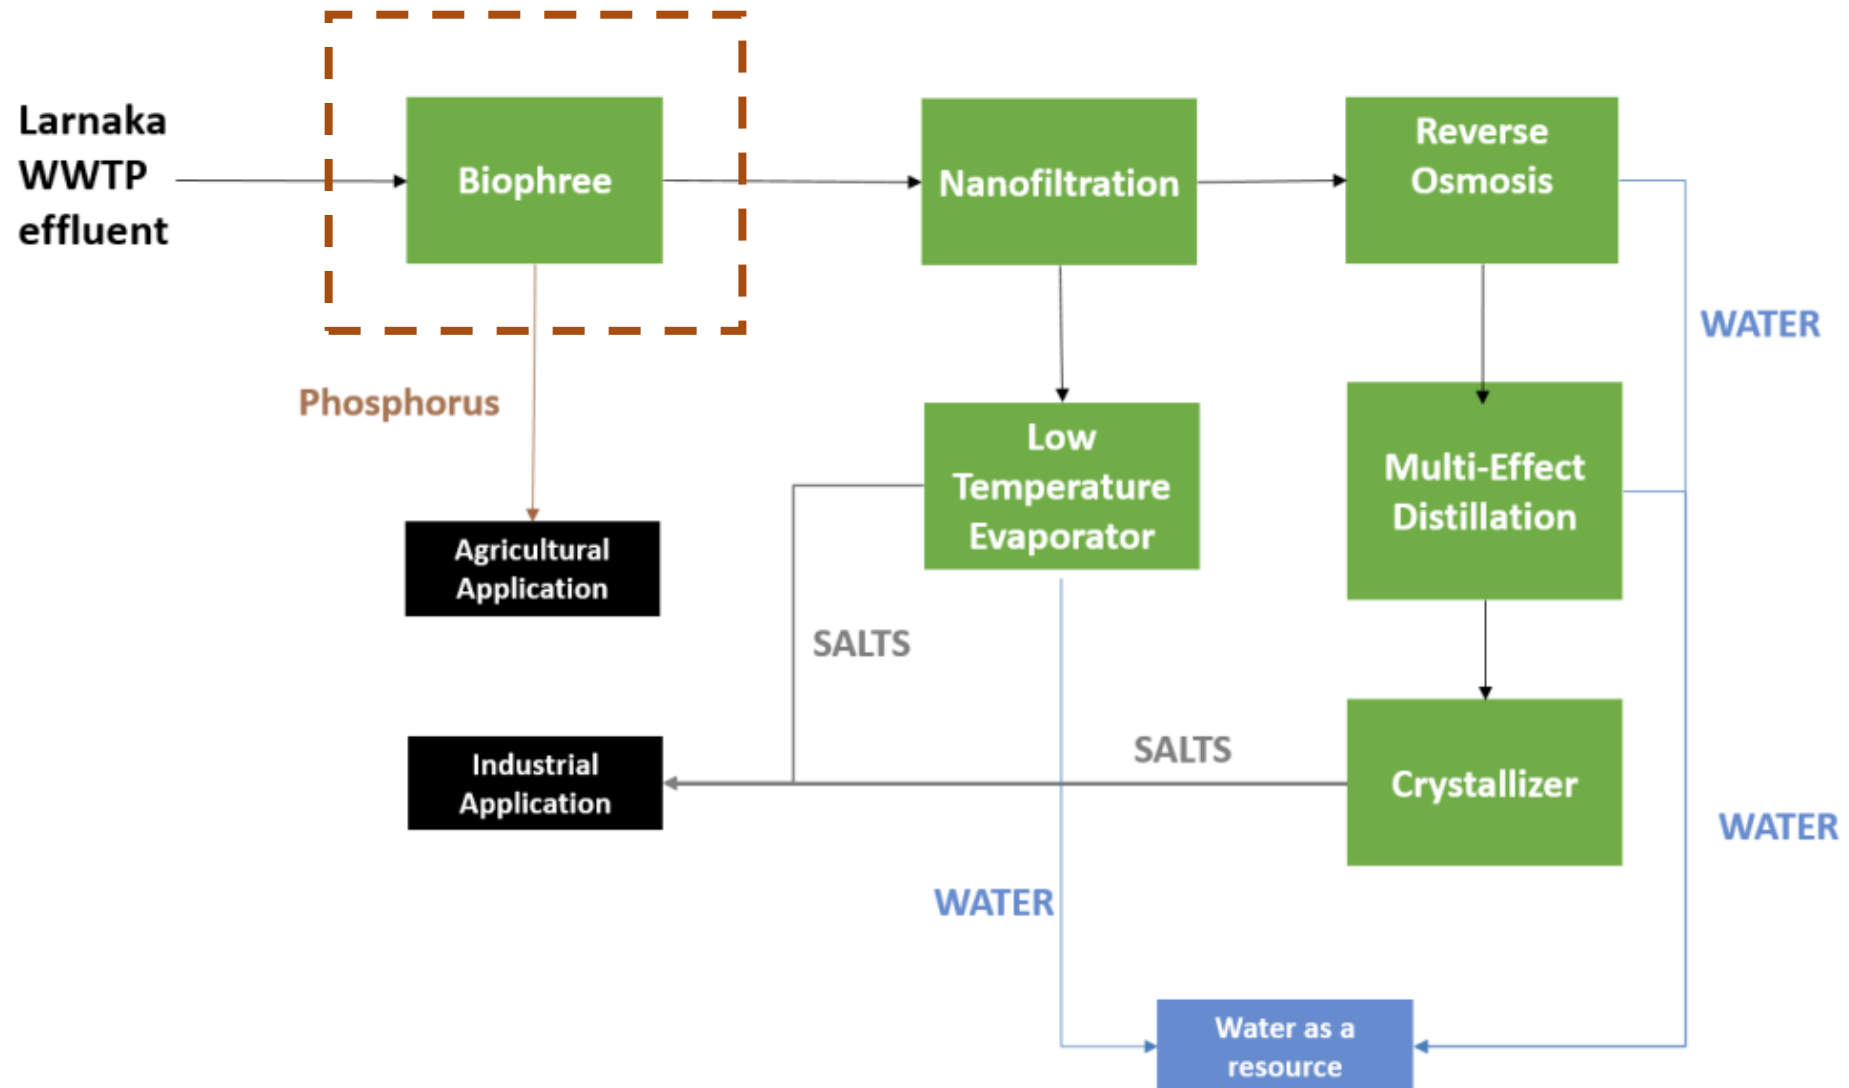 Larnaka
WWTP
effluent
Biophree
Nanofiltration
Reverse
Osmosis
WATER
Phosphorus
Low
Temperature
Evaporator
Multi-Effect
Distillation
Agricultural
Application
SALTS
Industrial
Application
SALTS
Crystallizer
WATER
WATER
Water as a
resource